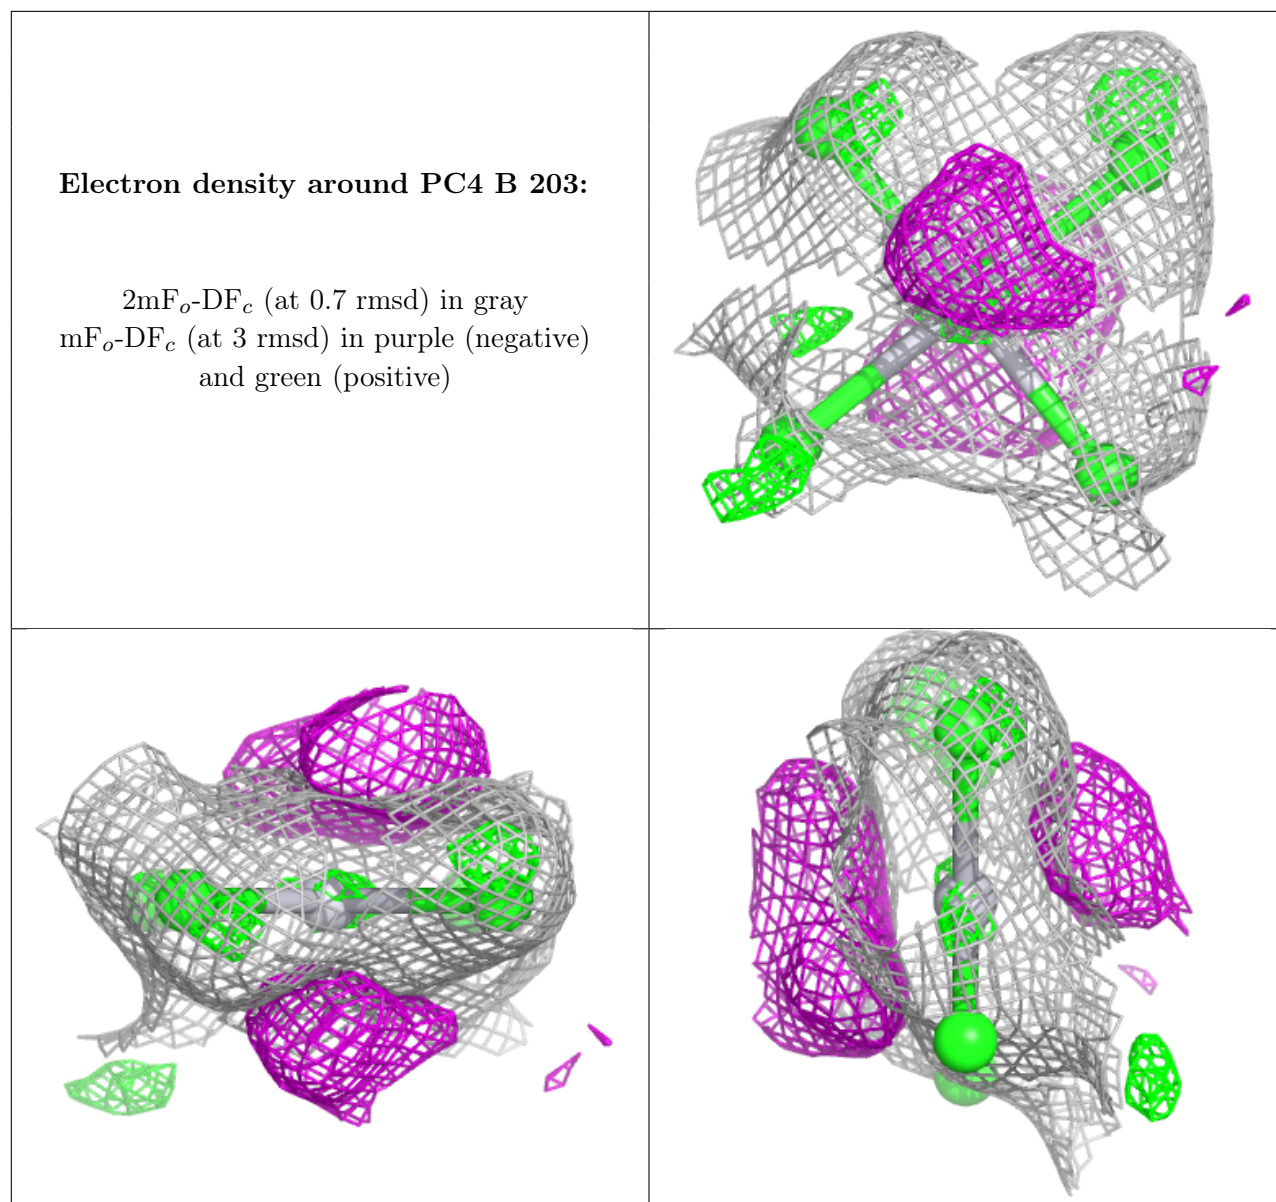 Electron density around PC4 B 203:
2mFo-DFc (at 0.7 rmsd) in gray
mFo-DFc (at 3 rmsd) in purple (negative)
and green (positive)